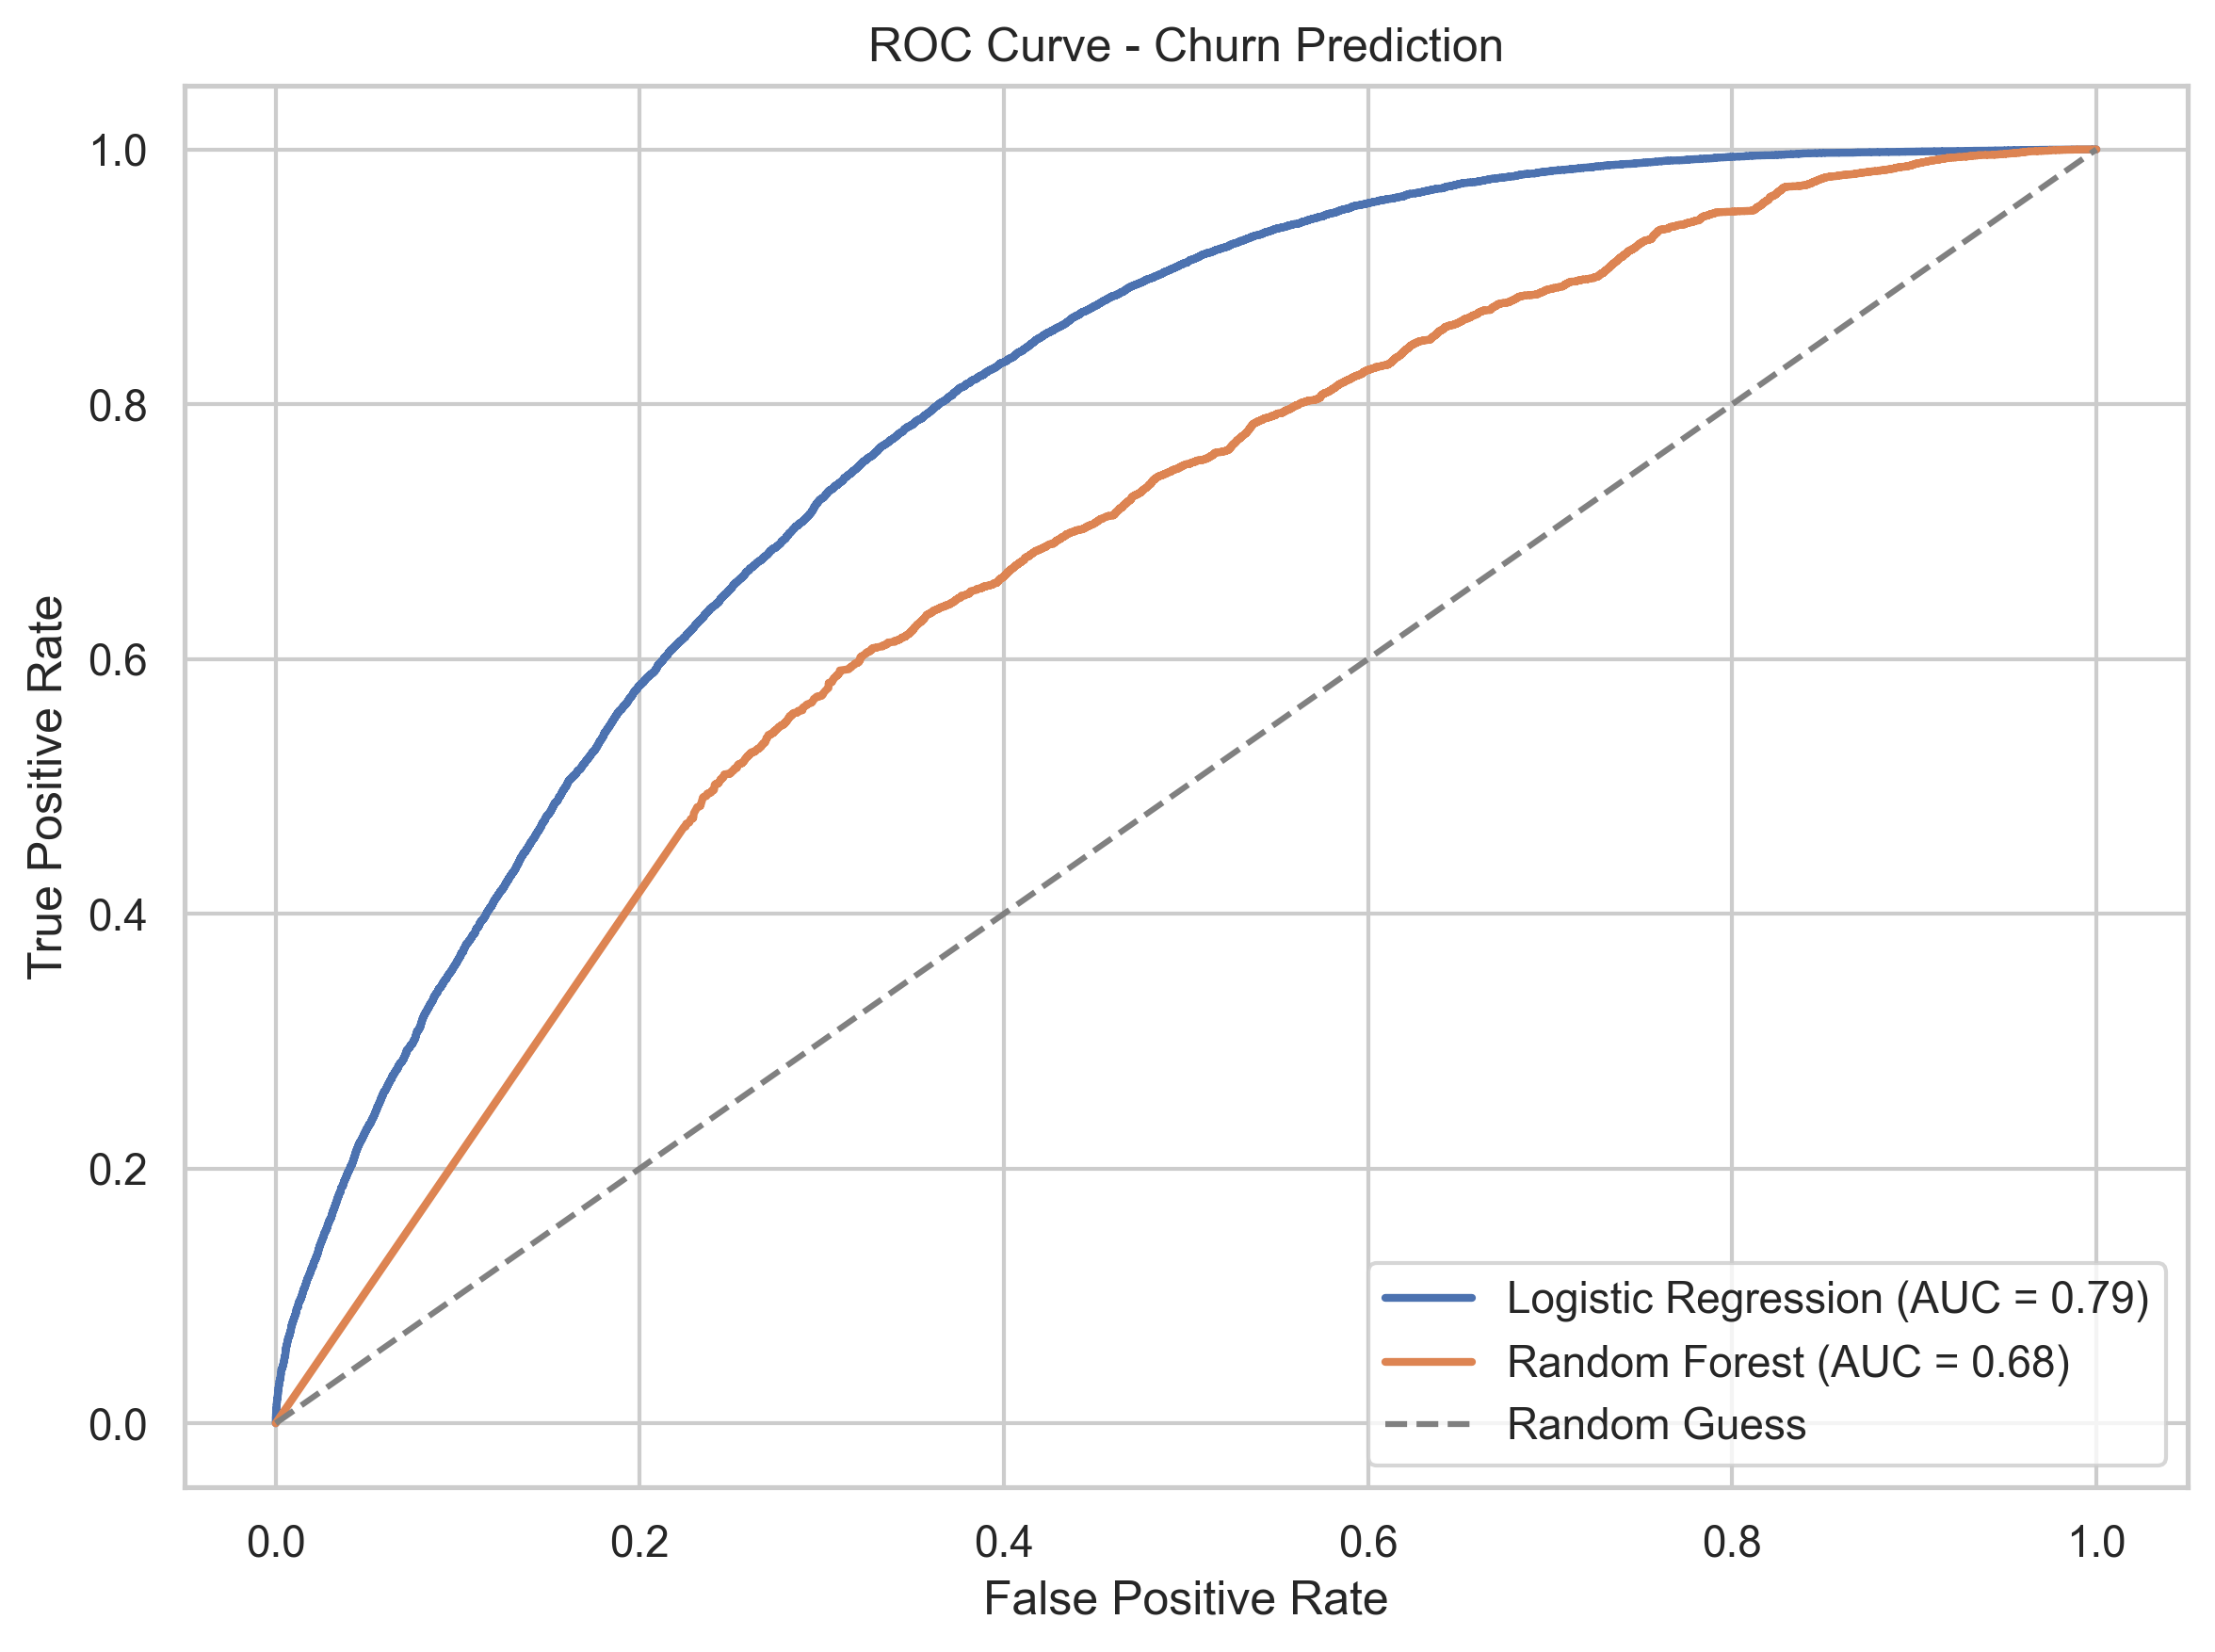 ROC Curve - Churn Prediction
1.0
0.8
0.6
0.4
0.2
0.0
True Positive Rate
Logistic Regression (AUC = 0.79)
Random Forest (AUC = 0.68)
Random Guess
0.0 0.2 0.4 0.6 0.8 1.0
False Positive Rate